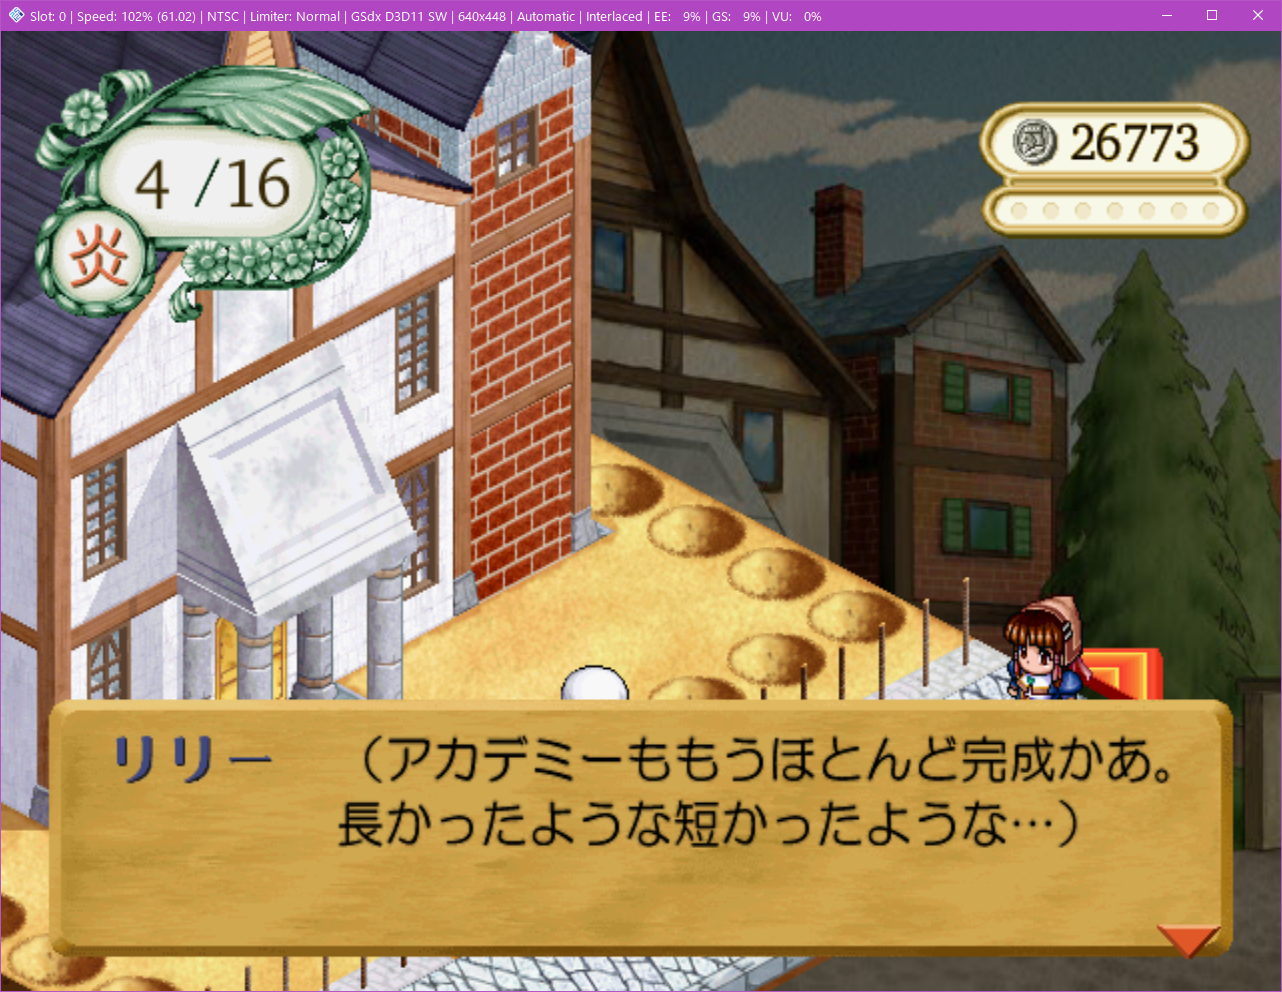 Slot: 0 | Speed: 102% (61.02) | NTSC | Limiter: Normal | GSdx D3D11 SW | 640x448 | Automatic | Interlaced | EE: 9% | GS: 9% | VU: 0%
4 /16
炎
26773
リリー (アカデミーももうほとんど完成かあ。
長かったような短かったような…)